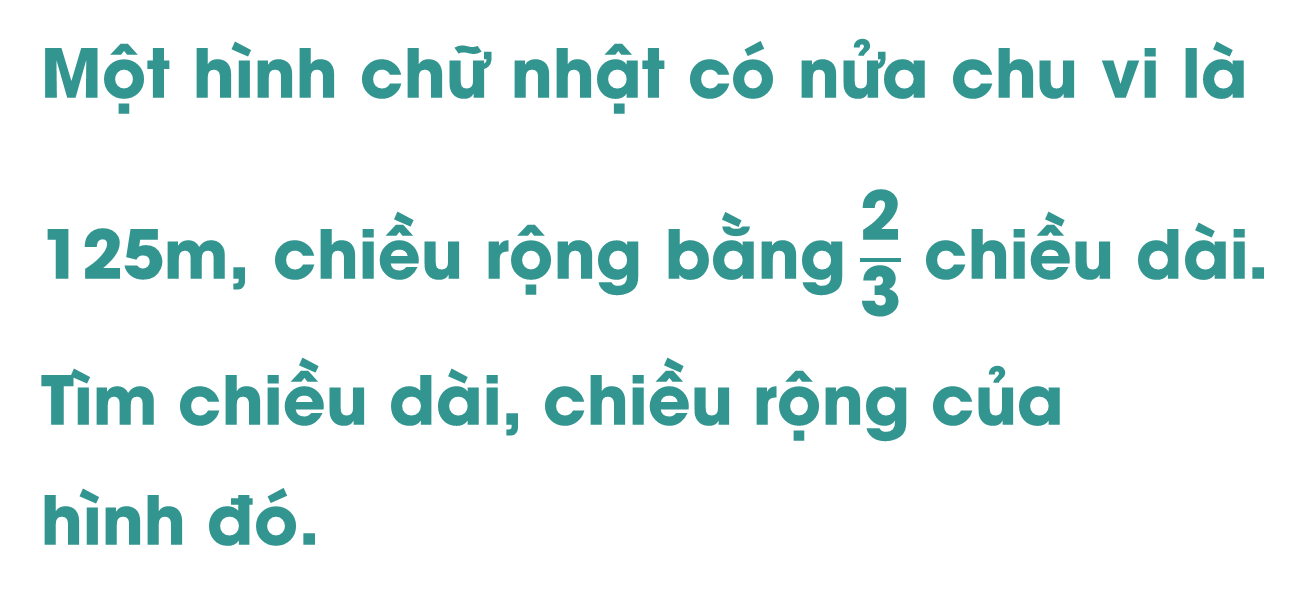 Một hình chữ nhật có nửa chu vi là
125m, chiều rộng bằng 2/3 chiều dài.
Tìm chiều dài, chiều rộng của
hình đó.